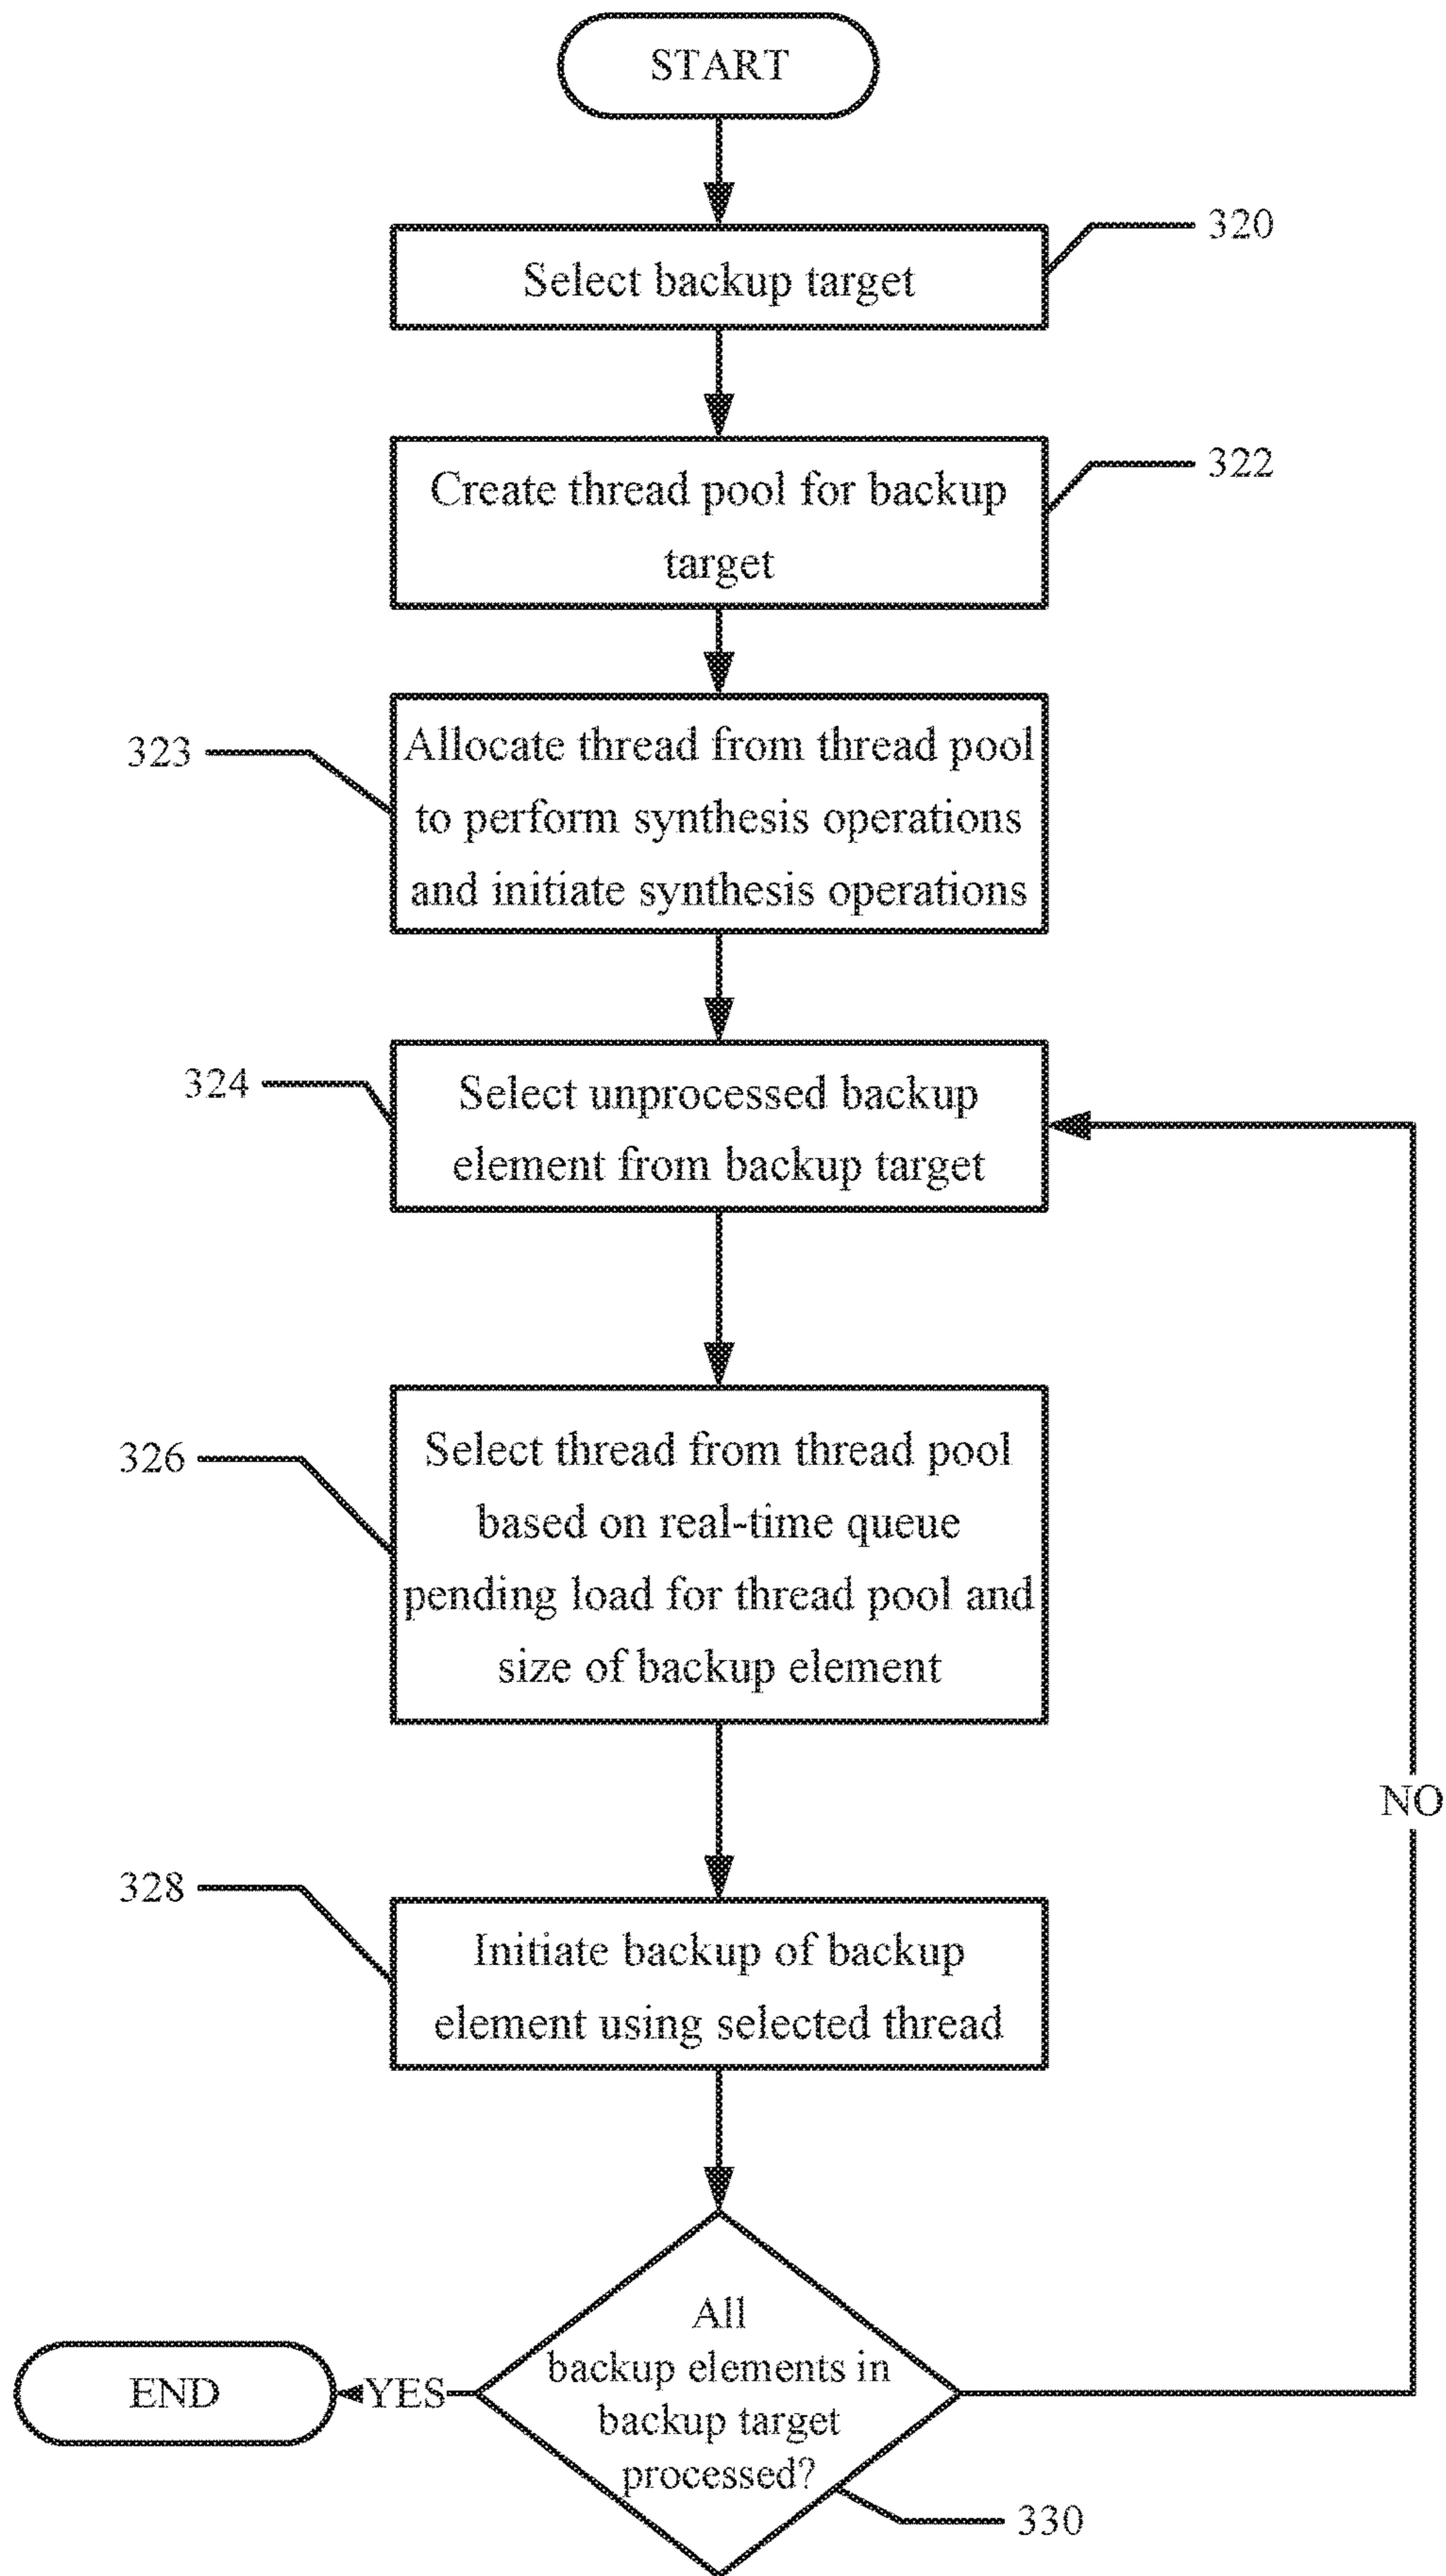 START
320
Select backup target
322
Create thread pool for backup
target
323
Allocate thread from thread pool
to perform synthesis operations
and initiate synthesis operations
324
Select unprocessed backup
element from backup target
326
Select thread from thread pool
based on real-time queue
pending load for thread pool and
size of backup element
NO
328
Initiate backup of backup
element using selected thread
All
backup elements in
backup target
processed?
END
YES
330